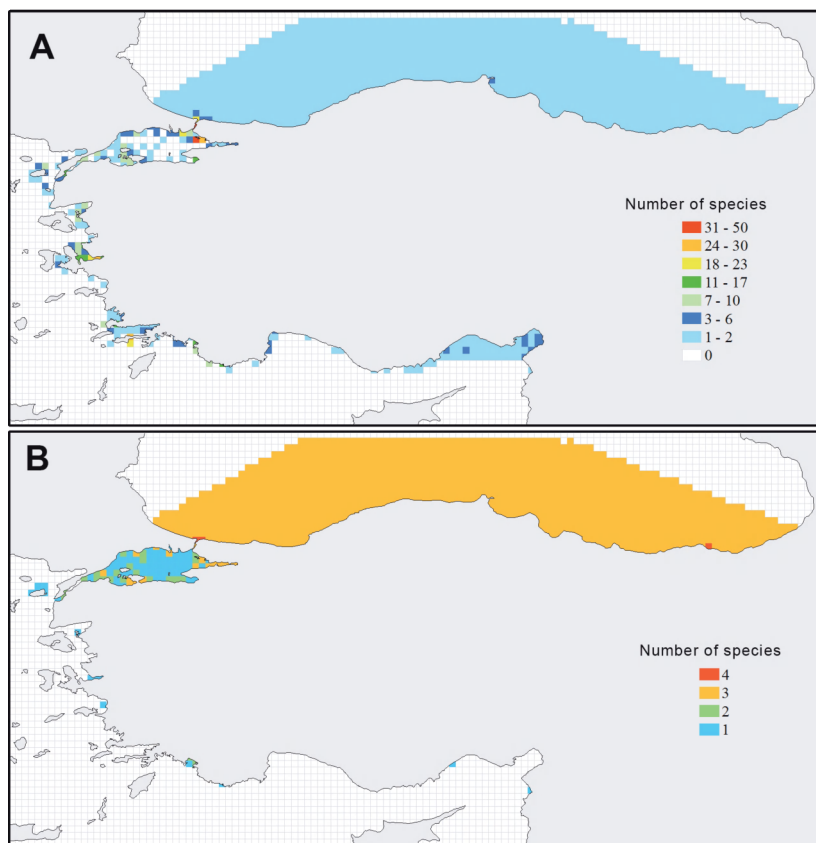 A
Number of species
31 - 50
24 - 30
18 - 23
11 - 17
7 - 10
3 - 6
1 - 2
0
B
Number of species
4
3
2
1